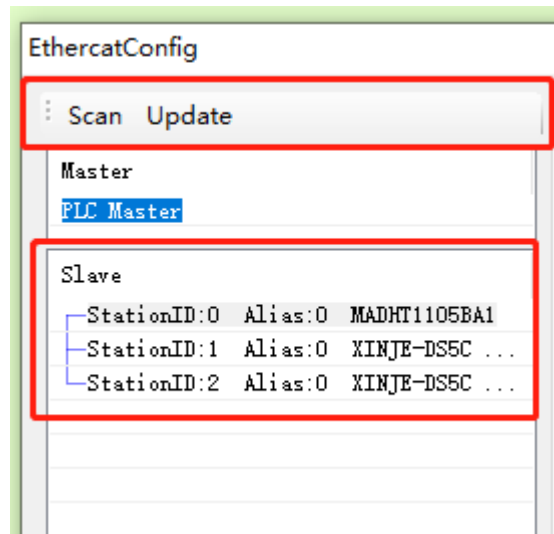 EthercatConfig
Scan Update
Master
PLC Master
Slave
StationID:0 Alias:0 MADHT1105BA1
StationID:1 Alias:0 XINJE-DS5C ...
StationID:2 Alias:0 XINJE-DS5C ...